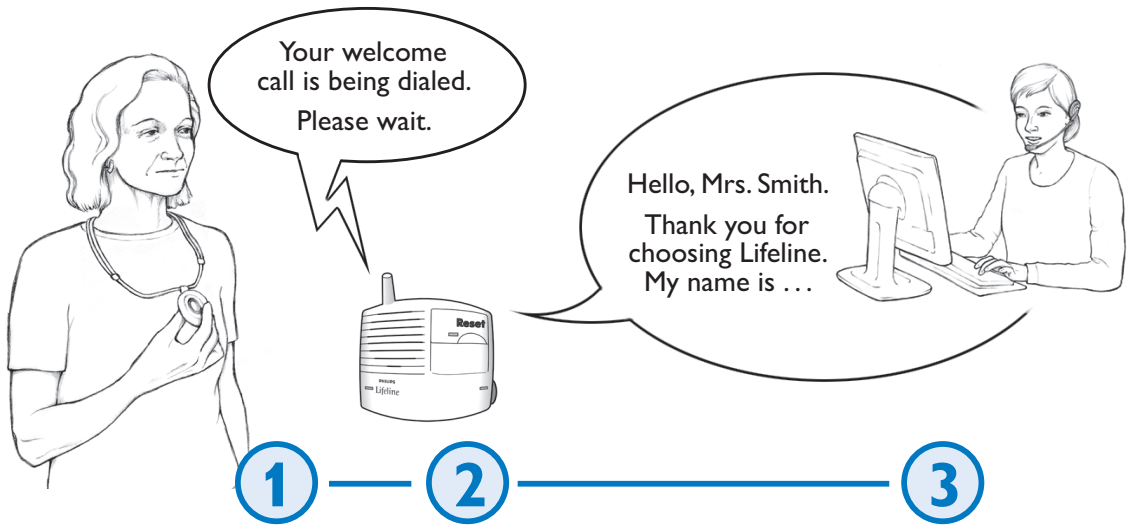 Your welcome
call is being dialed.
Please wait.
Hello, Mrs. Smith.
Thank you for
choosing Lifeline.
My name is . . .
Reset
PHILIPS
Lifeline
1
2
3